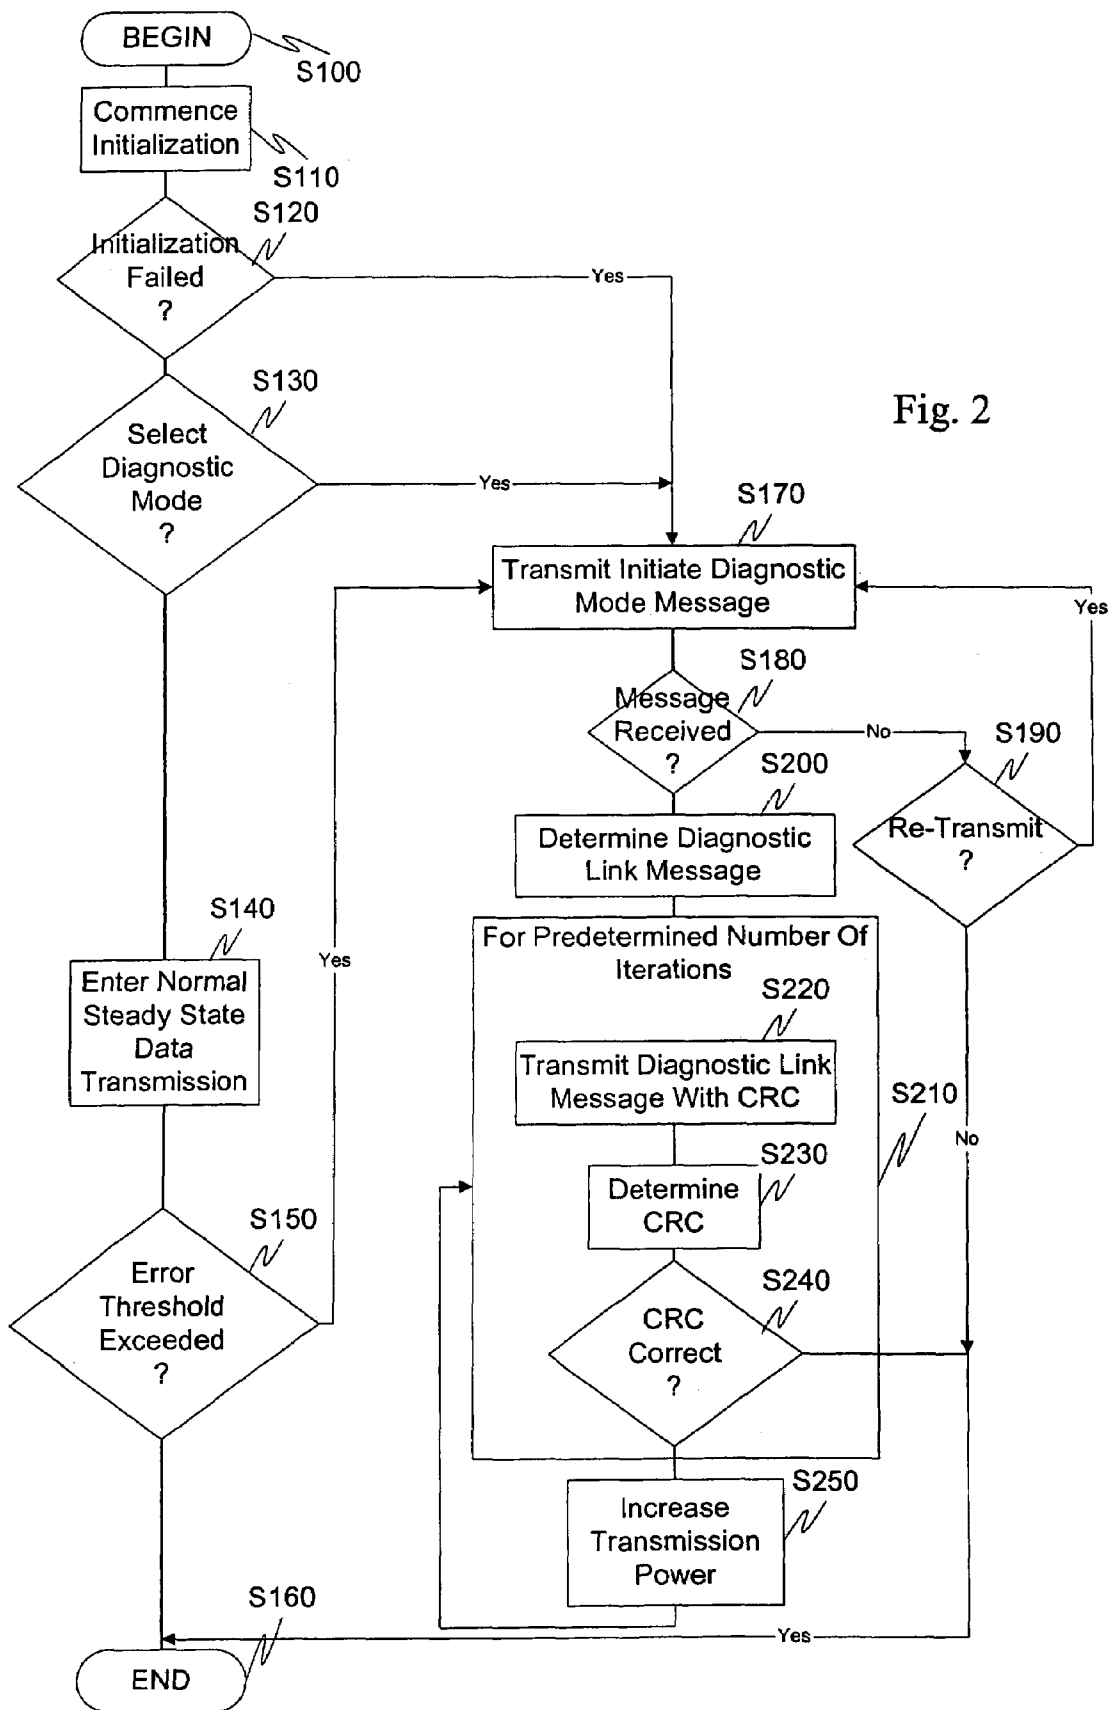 BEGIN
S100
Commence
Initialization
S110
S120
Initialization
Failed
?
Yes
S130
Select
Diagnostic
Mode
?
Yes
Fig. 2
S170
Transmit Initiate Diagnostic
Mode Message
Yes
S180
Message
Received
?
No
S190
Re-Transmit
?
S200
Determine Diagnostic
Link Message
S140
Enter Normal
Steady State
Data
Transmission
Yes
For Predetermined Number Of
Iterations
S220
Transmit Diagnostic Link
Message With CRC
S210
No
S230
Determine
CRC
S150
Error
Threshold
Exceeded
?
S240
CRC
Correct
?
S250
Increase
Transmission
Power
S160
Yes
END